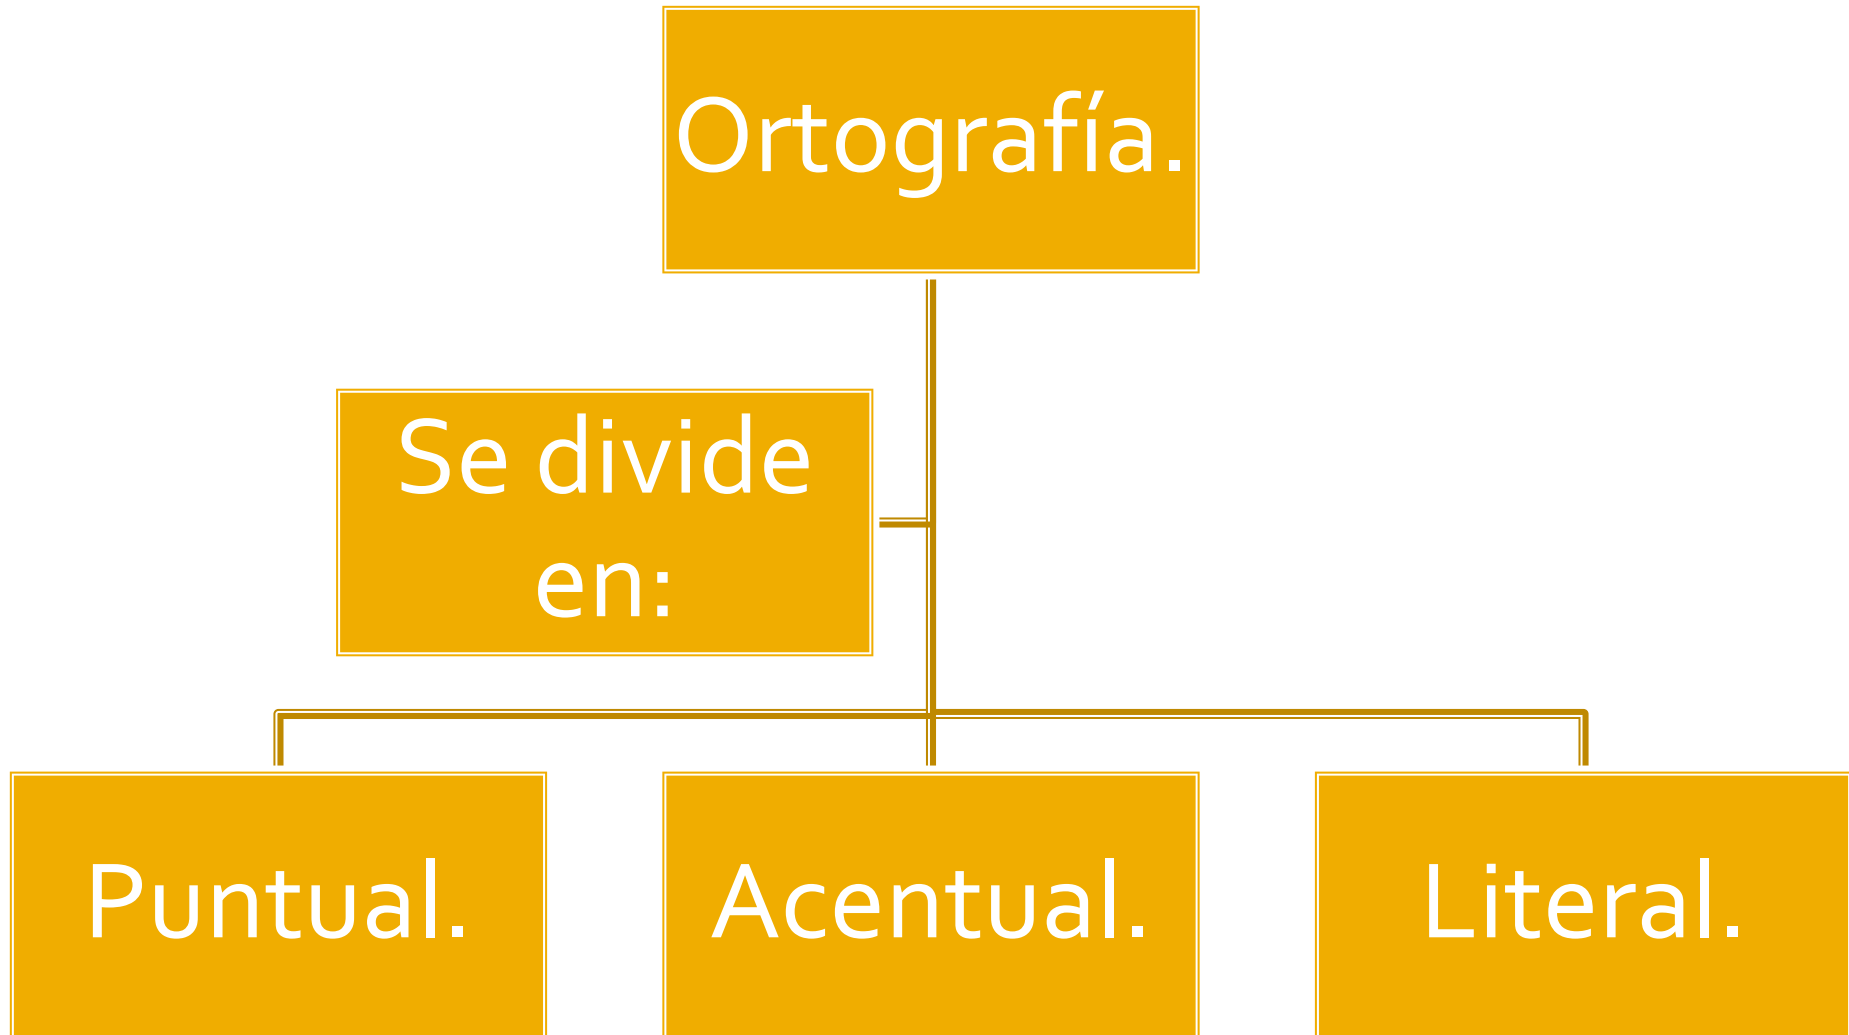 Ortografía.
Se divide
en:
Puntual.
Acentual.
Literal.